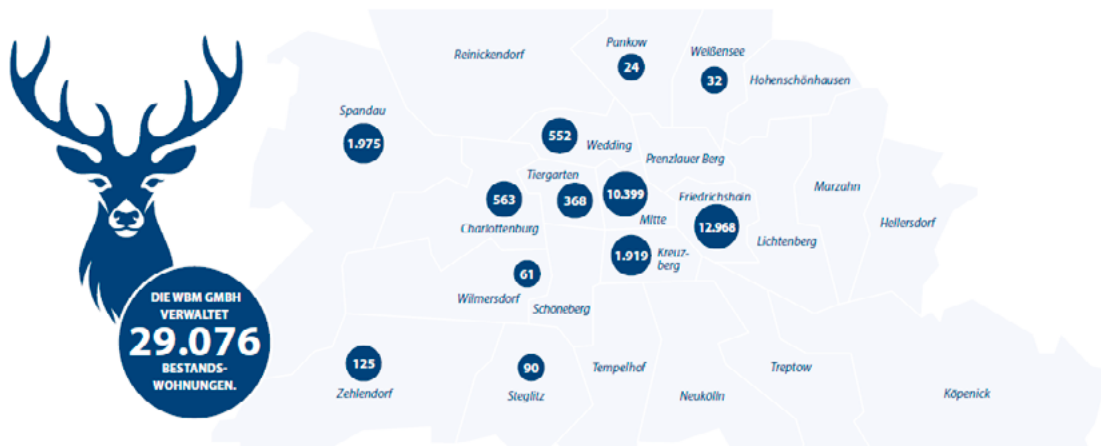 Pankow
24
Weißensee
32
Reinickendorf
Hohenschönhausen
Spandau
1.975
552
Wedding
Prenzlauer Berg
Tiergarten
368
563
Charlottenburg
10.399
Mitte
Friedrichshain
12.968
Marzahn
Hellersdorf
Lichtenberg
1.919
Kreuz-
berg
61
Wilmersdorf
Schöneberg
DIE WBM GMBH
VERWALTET
29.076
BESTANDS-
WOHNUNGEN.
125
Zehlendorf
90
Steglitz
Tempelhof
Neukölln
Treptow
Köpenick